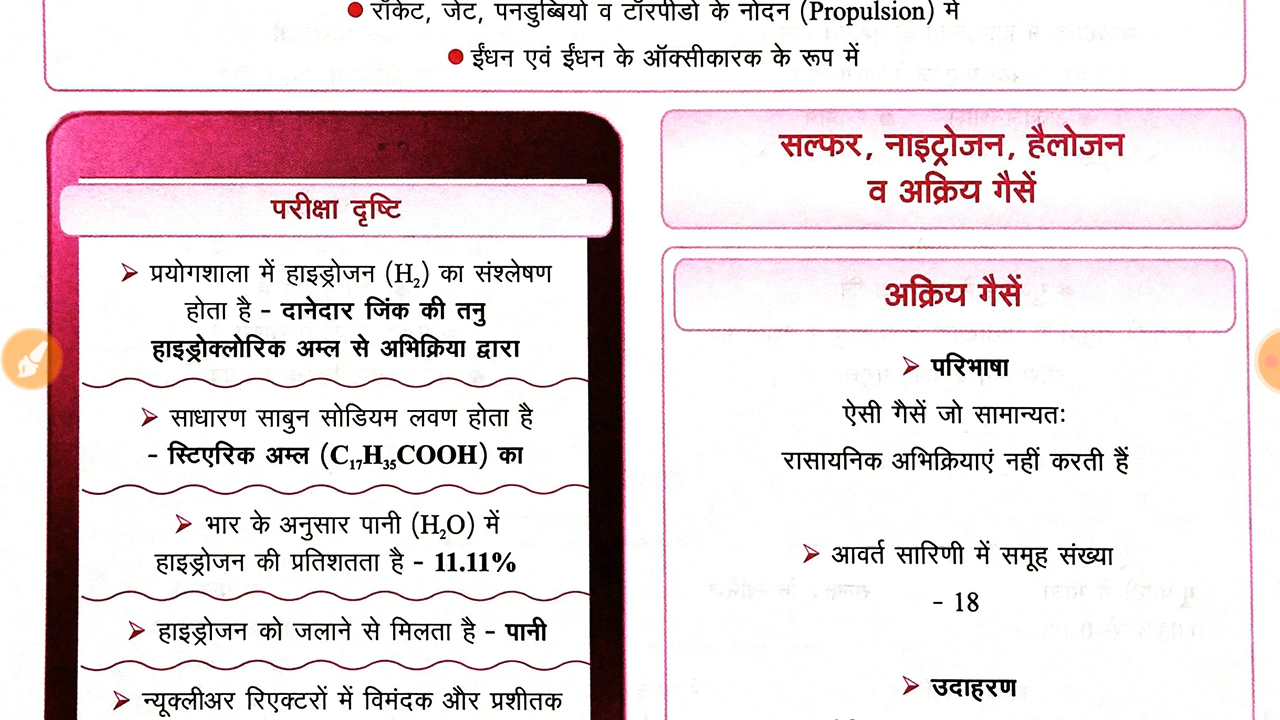 ● रॉकेट, जेट, पनडुब्बियों व टॉरपीडो के नोदन (Propulsion) में
● ईंधन एवं ईंधन के ऑक्सीकारक के रूप में
परीक्षा दृष्टि
➤ प्रयोगशाला में हाइड्रोजन (H₂) का संश्लेषण
होता है - दानेदार जिंक की तनु
हाइड्रोक्लोरिक अम्ल से अभिक्रिया द्वारा
➤ साधारण साबुन सोडियम लवण होता है
- स्टिएरिक अम्ल (C₁₇H₃₅COOH) का
➤ भार के अनुसार पानी (H₂O) में
हाइड्रोजन की प्रतिशतता है - 11.11%
➤ हाइड्रोजन को जलाने से मिलता है - पानी
➤ न्यूक्लीअर रिएक्टरों में विमंदक और प्रशीतक
सल्फर, नाइट्रोजन, हैलोजन
व अक्रिय गैसें
अक्रिय गैसें
➤ परिभाषा
ऐसी गैसें जो सामान्यतः
रासायनिक अभिक्रियाएं नहीं करती हैं
➤ आवर्त सारिणी में समूह संख्या
- 18
➤ उदाहरण